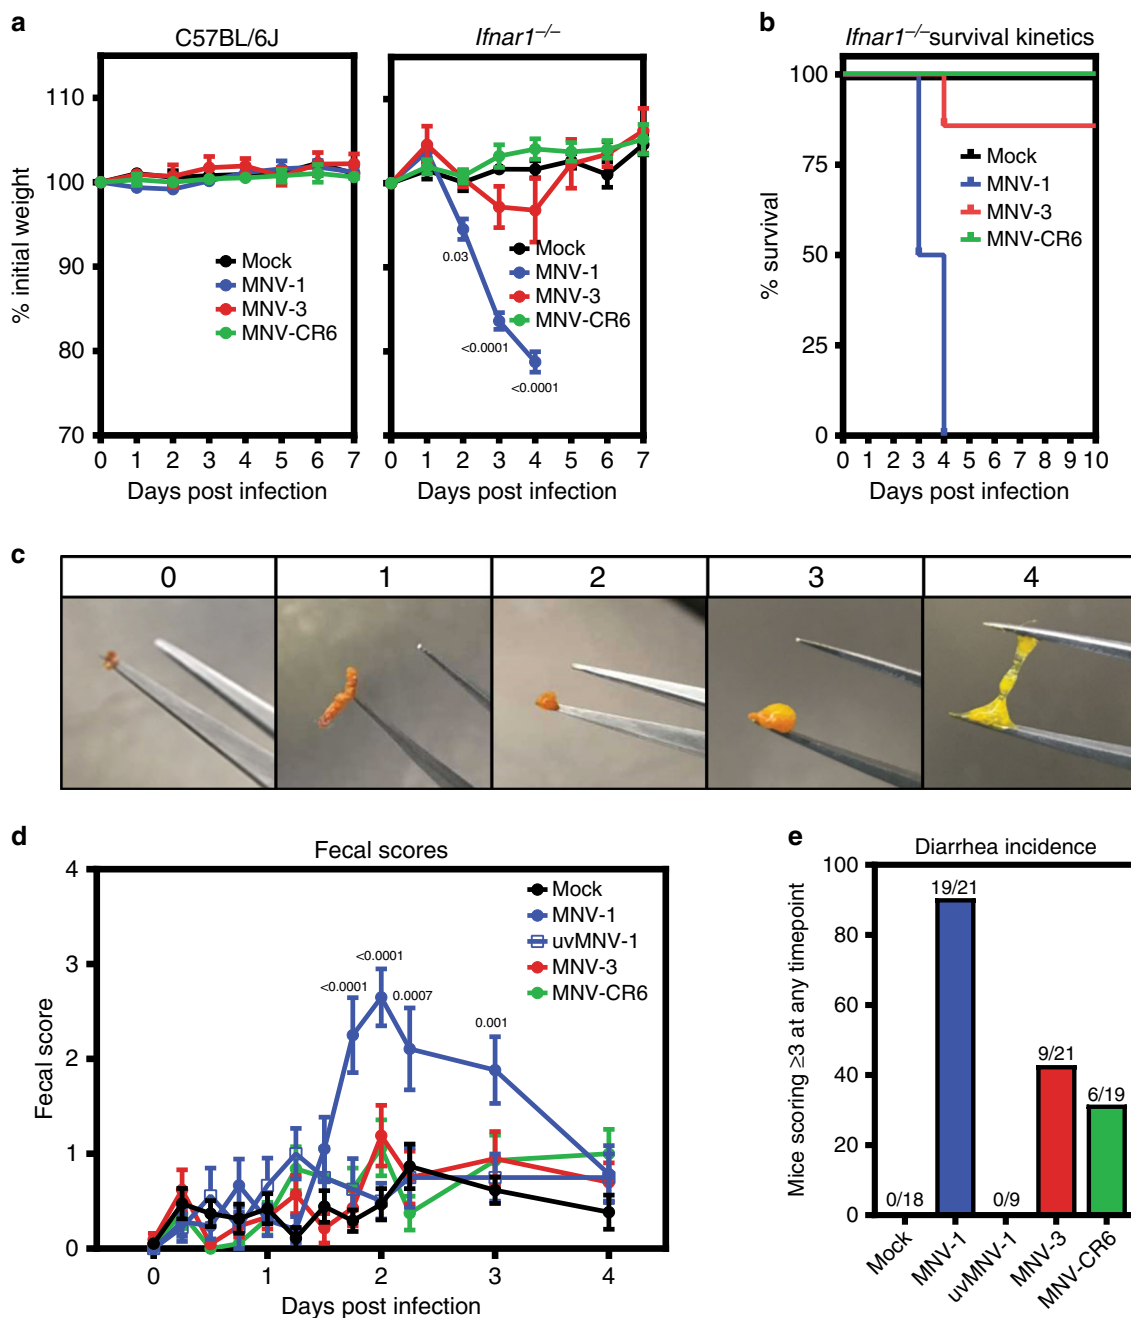 a
C57BL/6J
Ifnar1−/−
% initial weight
110
100
90
80
70
Mock
MNV-1
MNV-3
MNV-CR6
0 1 2 3 4 5 6 7
Days post infection
0.03
<0.0001
<0.0001
Mock
MNV-1
MNV-3
MNV-CR6
0 1 2 3 4 5 6 7
Days post infection
b
Ifnar1−/− survival kinetics
% survival
100
75
50
25
0
Mock
MNV-1
MNV-3
MNV-CR6
0 1 2 3 4 5 6 7 8 9 10
Days post infection
c
0 1 2 3 4
d
Fecal scores
Fecal score
4
3
2
1
0
Mock
MNV-1
uvMNV-1
MNV-3
MNV-CR6
<0.0001
<0.0001
0.0007
0.001
0 1 2 3 4
Days post infection
e
Diarrhea incidence
Mice scoring ≥3 at any timepoint
100
80
60
40
20
0
0/18
19/21
0/9
9/21
6/19
Mock
MNV-1
uvMNV-1
MNV-3
MNV-CR6